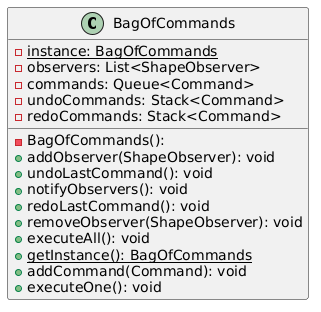 C BagOfCommands
instance: BagOfCommands
observers: List<ShapeObserver>
commands: Queue<Command>
undoCommands: Stack<Command>
redoCommands: Stack<Command>
BagOfCommands():
addObserver(ShapeObserver): void
undoLastCommand(): void
notifyObservers(): void
redoLastCommand(): void
removeObserver(ShapeObserver): void
executeAll(): void
getInstance(): BagOfCommands
addCommand(Command): void
executeOne(): void